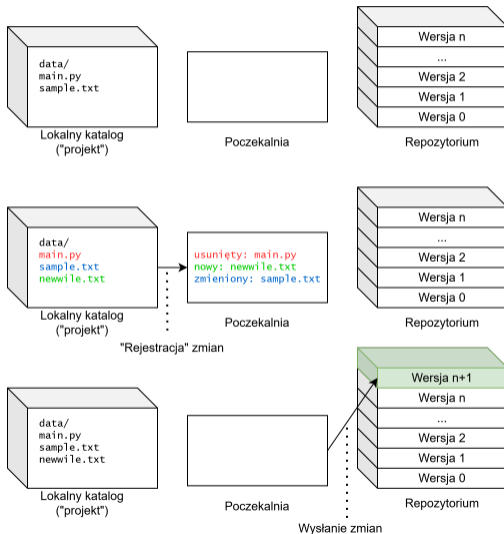 data/
main.py
sample.txt
Lokalny katalog
("projekt")
Poczekalnia
Wersja n
...
Wersja 2
Wersja 1
Wersja 0
Repozytorium
data/
main.py
sample.txt
newwile.txt
Lokalny katalog
("projekt")
"Rejestracja" zmian
usunięty: main.py
nowy: newwile.txt
zmieniony: sample.txt
Poczekalnia
Wersja n
...
Wersja 2
Wersja 1
Wersja 0
Repozytorium
data/
main.py
sample.txt
newwile.txt
Lokalny katalog
("projekt")
Poczekalnia
Wysłanie zmian
Wersja n+1
Wersja n
...
Wersja 2
Wersja 1
Wersja 0
Repozytorium